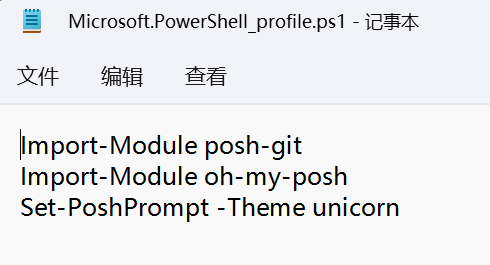 Microsoft.PowerShell_profile.ps1 - 记事本
文件 编辑 查看
Import-Module posh-git
Import-Module oh-my-posh
Set-PoshPrompt -Theme unicorn